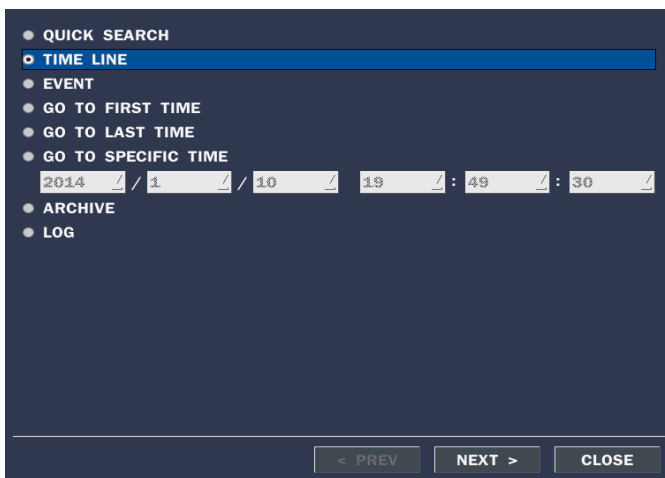 QUICK SEARCH
TIME LINE
EVENT
GO TO FIRST TIME
GO TO LAST TIME
GO TO SPECIFIC TIME
2014 / 1 / 10 19 : 49 : 30
ARCHIVE
LOG
< PREV NEXT > CLOSE